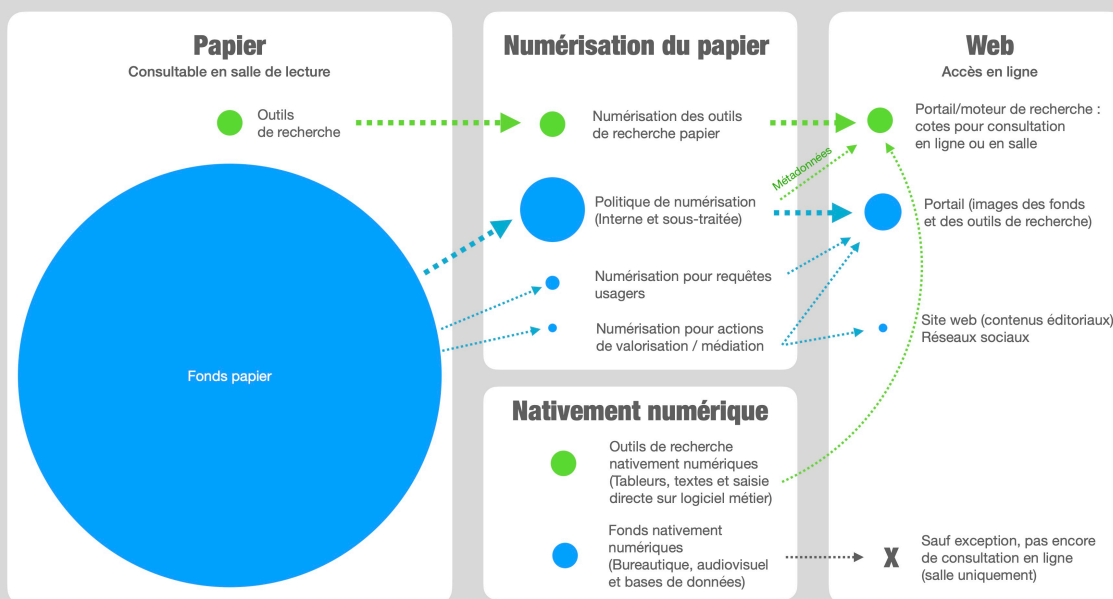 Papier
Consultable en salle de lecture
Outils
de recherche
Fonds papier
Numérisation du papier
Numérisation des outils
de recherche papier
Métadonnées
Politique de numérisation
(Interne et sous-traitée)
Numérisation pour requêtes
usagers
Numérisation pour actions
de valorisation / médiation
Nativement numérique
Outils de recherche
nativement numériques
(Tableurs, textes et saisie
directe sur logiciel métier)
Fonds nativement
numériques
(Bureautique, audiovisuel
et bases de données)
Web
Accès en ligne
Portail/moteur de recherche :
cotes pour consultation
en ligne ou en salle
Portail (images des fonds
et des outils de recherche)
Site web (contenus éditoriaux)
Réseaux sociaux
X
Sauf exception, pas encore
de consultation en ligne
(salle uniquement)